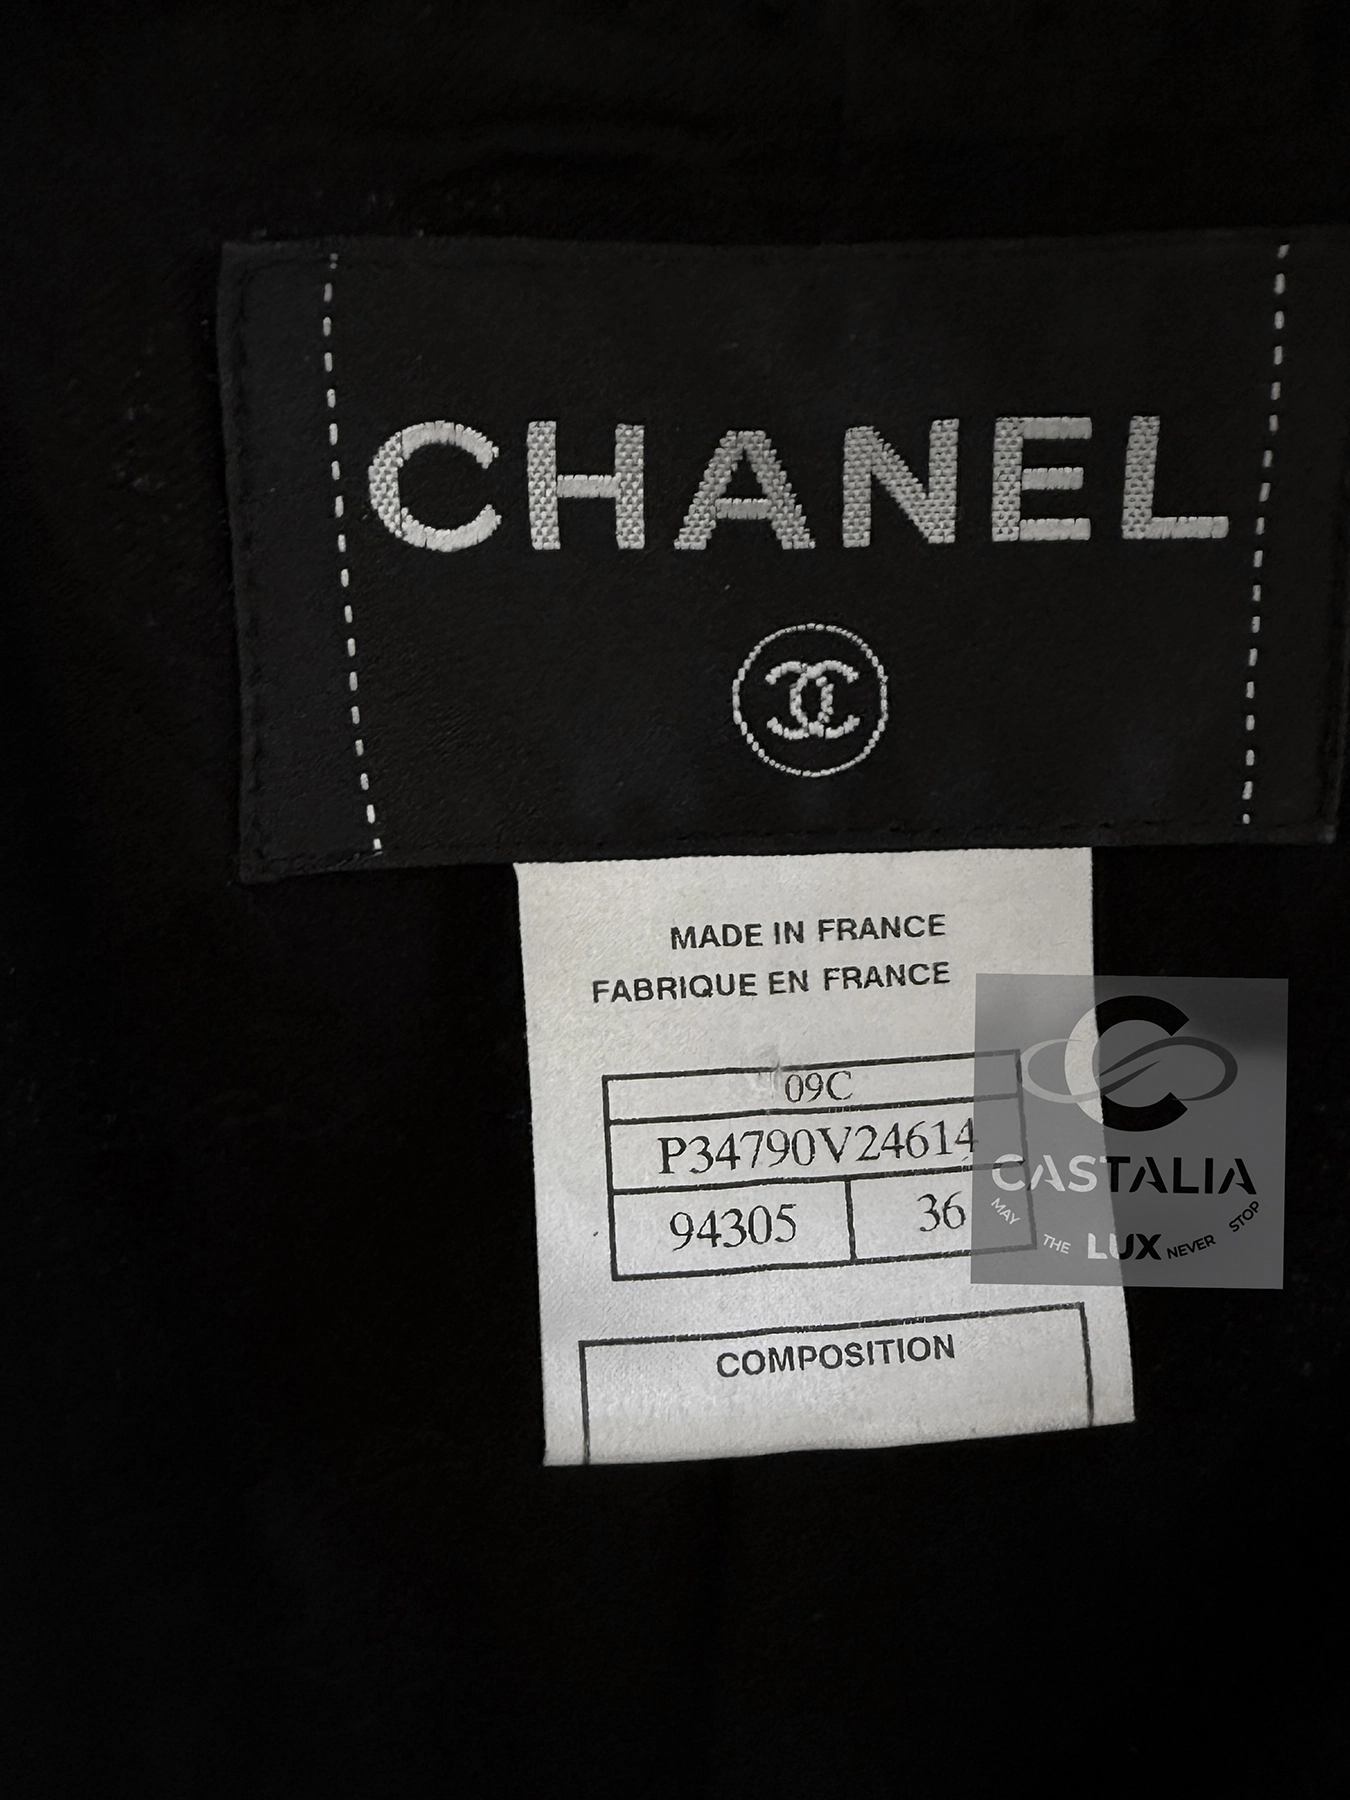 CHANEL
MADE IN FRANCE
FABRIQUE EN FRANCE
09C
P34790V24614
94305 36
COMPOSITION
CASTALIA
MAY THE LUX NEVER STOP